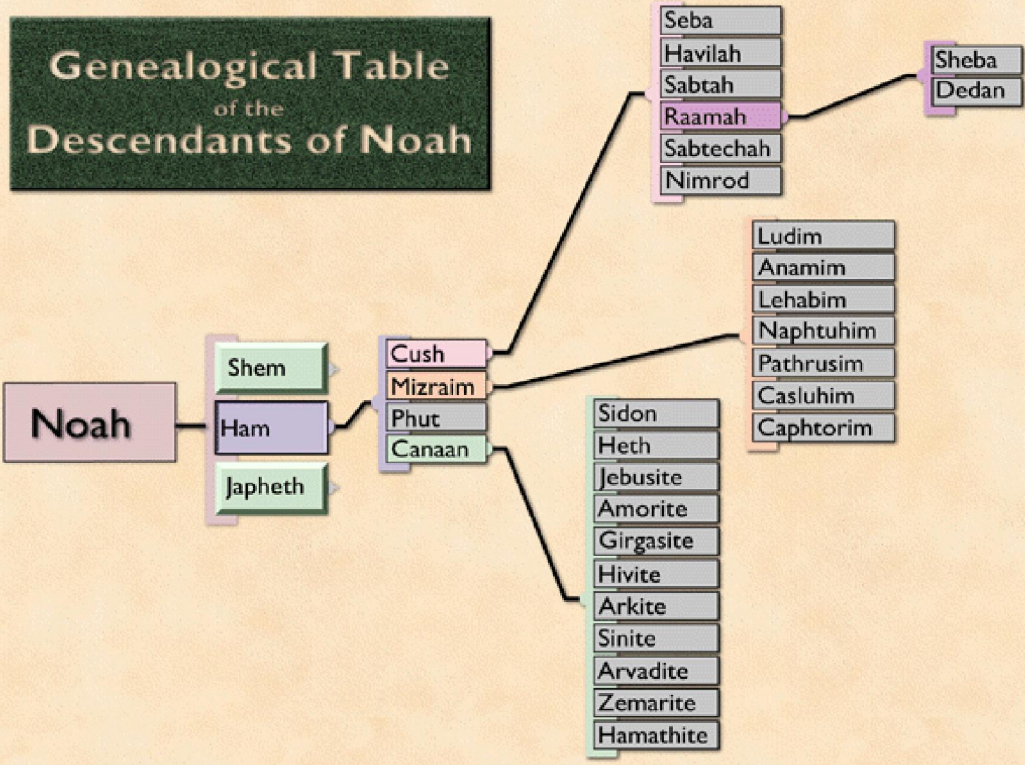 Genealogical Table
of the
Descendants of Noah
Noah
Shem
Ham
Japheth
Cush
Mizraim
Phut
Canaan
Seba
Havilah
Sabtah
Raamah
Sabtechah
Nimrod
Sheba
Dedan
Ludim
Anamim
Lehabim
Naphtuhim
Pathrusim
Casluhim
Caphtorim
Sidon
Heth
Jebusite
Amorite
Girgasite
Hivite
Arkite
Sinite
Arvadite
Zemarite
Hamathite